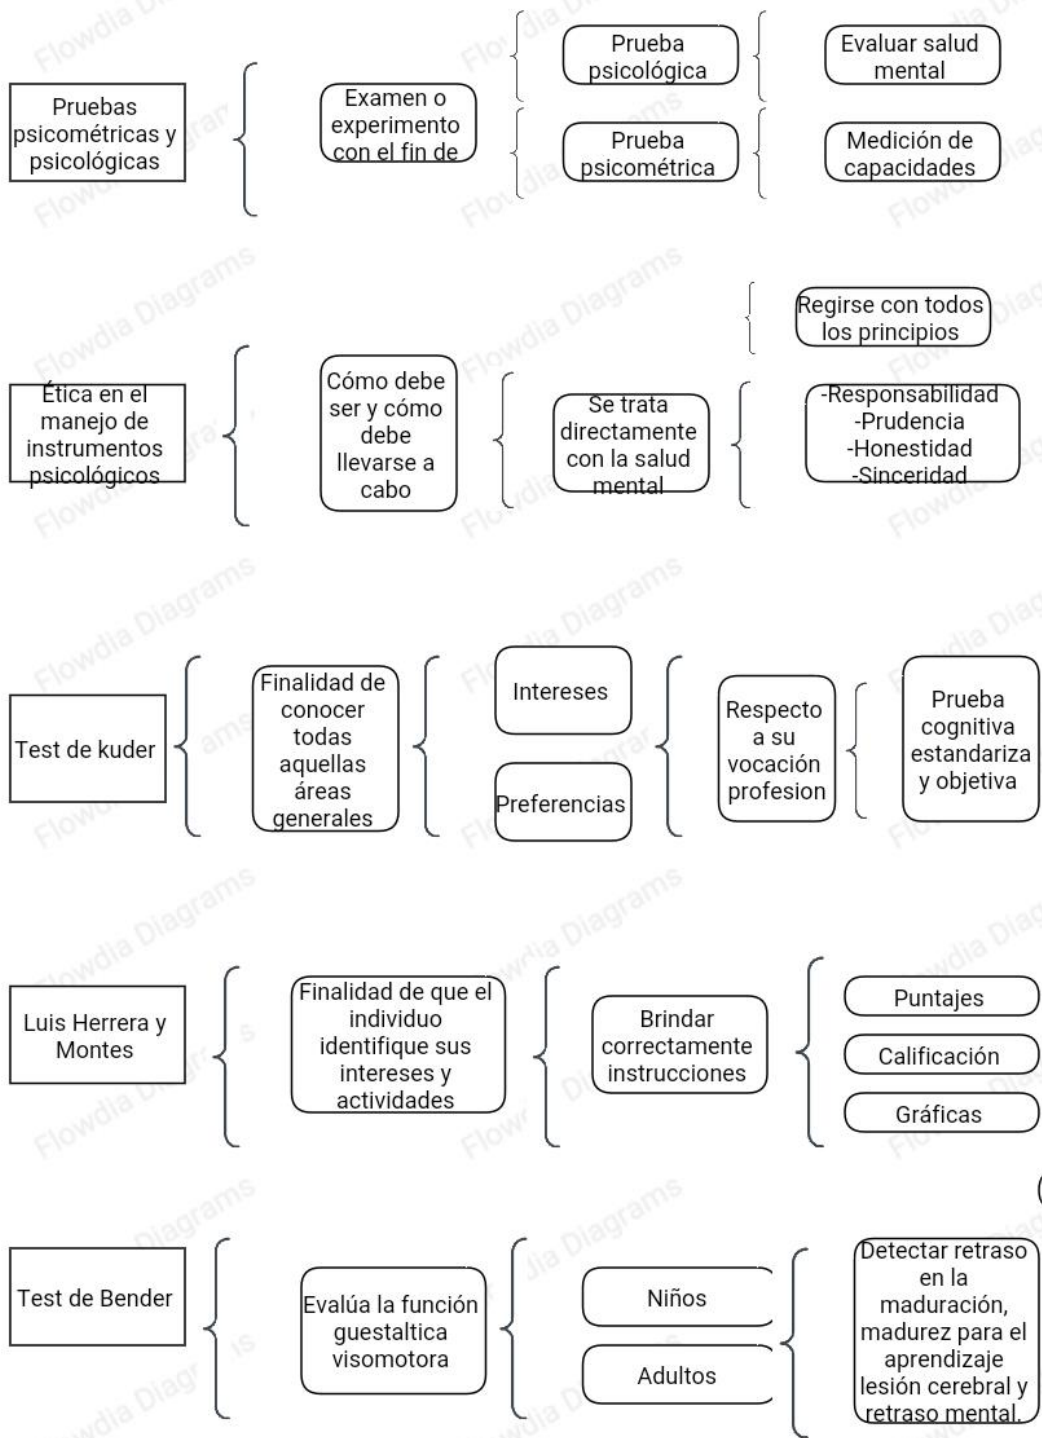 Pruebas
psicométricas y
psicológicas
Examen o
experimento
con el fin de
Prueba
psicológica
Evaluar salud
mental
Prueba
psicométrica
Medición de
capacidades
Ética en el
manejo de
instrumentos
psicológicos
Cómo debe
ser y cómo
debe
llevarse a
cabo
Se trata
directamente
con la salud
mental
Regirse con todos
los principios
-Responsabilidad
-Prudencia
-Honestidad
-Sinceridad
Test de kuder
Finalidad de
conocer
todas
aquellas
áreas
generales
Intereses
Preferencias
Respecto
a su
vocación
profesion
Prueba
cognitiva
estandariza
y objetiva
Luis Herrera y
Montes
Finalidad de que el
individuo
identifique sus
intereses y
actividades
Brindar
correctamente
instrucciones
Puntajes
Calificación
Gráficas
Test de Bender
Evalúa la función
guestaltica
visomotora
Niños
Adultos
Detectar retraso
en la
maduración,
madurez para el
aprendizaje
lesión cerebral y
retraso mental.
Flowdia Diagrams